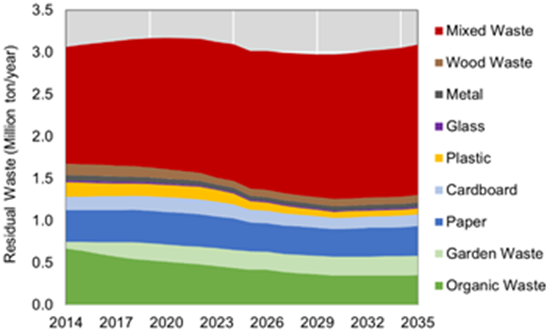 Residual Waste (Million ton/year)
3.5
3.0
2.5
2.0
1.5
1.0
0.5
0.0
2014 2017 2020 2023 2026 2029 2032 2035
Mixed Waste
Wood Waste
Metal
Glass
Plastic
Cardboard
Paper
Garden Waste
Organic Waste